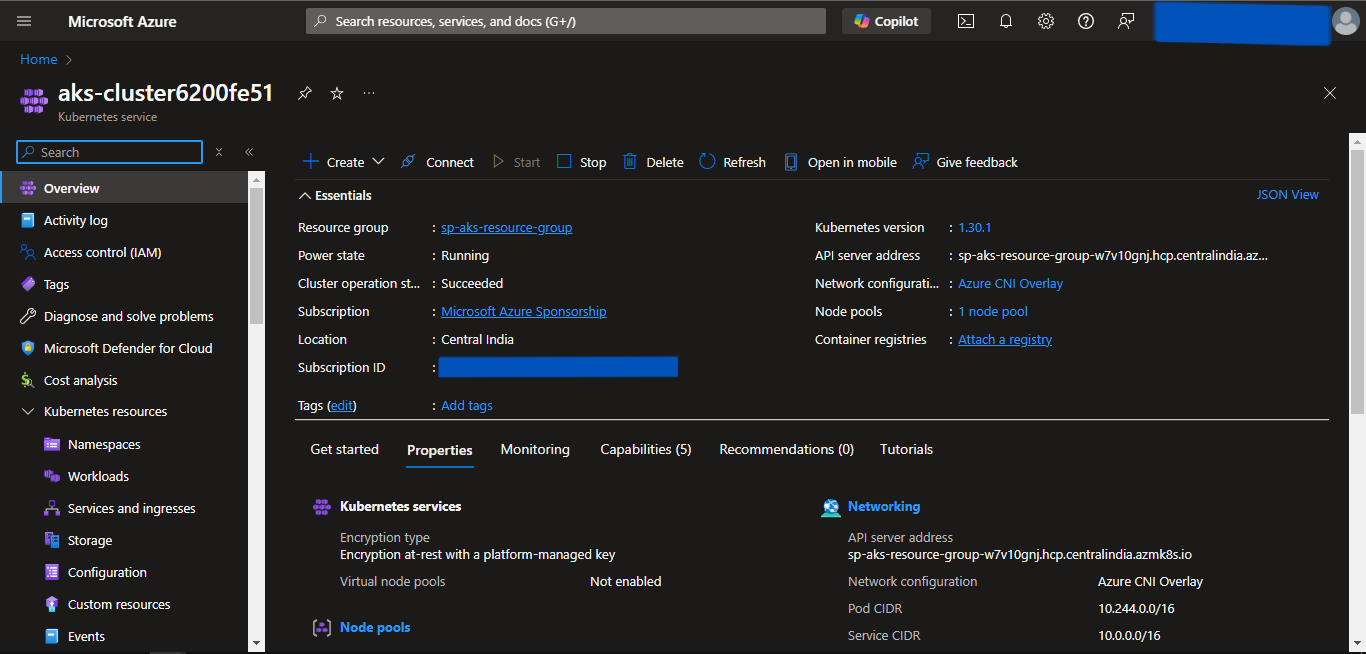 Microsoft Azure
Search resources, services, and docs (G+/)
Copilot
Home
aks-cluster6200fe51
Kubernetes service
Search
Overview
Activity log
Access control (IAM)
Tags
Diagnose and solve problems
Microsoft Defender for Cloud
Cost analysis
Kubernetes resources
Namespaces
Workloads
Services and ingresses
Storage
Configuration
Custom resources
Events
Create Connect Start Stop Delete Refresh Open in mobile Give feedback
Essentials JSON View
Resource group : sp-aks-resource-group
Power state : Running
Cluster operation st... : Succeeded
Subscription : Microsoft Azure Sponsorship
Location : Central India
Subscription ID :
Tags (edit) : Add tags
Kubernetes version : 1.30.1
API server address : sp-aks-resource-group-w7v10gnj.hcp.centralindia.az...
Network configurati... : Azure CNI Overlay
Node pools : 1 node pool
Container registries : Attach a registry
Get started Properties Monitoring Capabilities (5) Recommendations (0) Tutorials
Kubernetes services
Encryption type
Encryption at-rest with a platform-managed key
Virtual node pools Not enabled
Node pools
Networking
API server address
sp-aks-resource-group-w7v10gnj.hcp.centralindia.azmk8s.io
Network configuration Azure CNI Overlay
Pod CIDR 10.244.0.0/16
Service CIDR 10.0.0.0/16